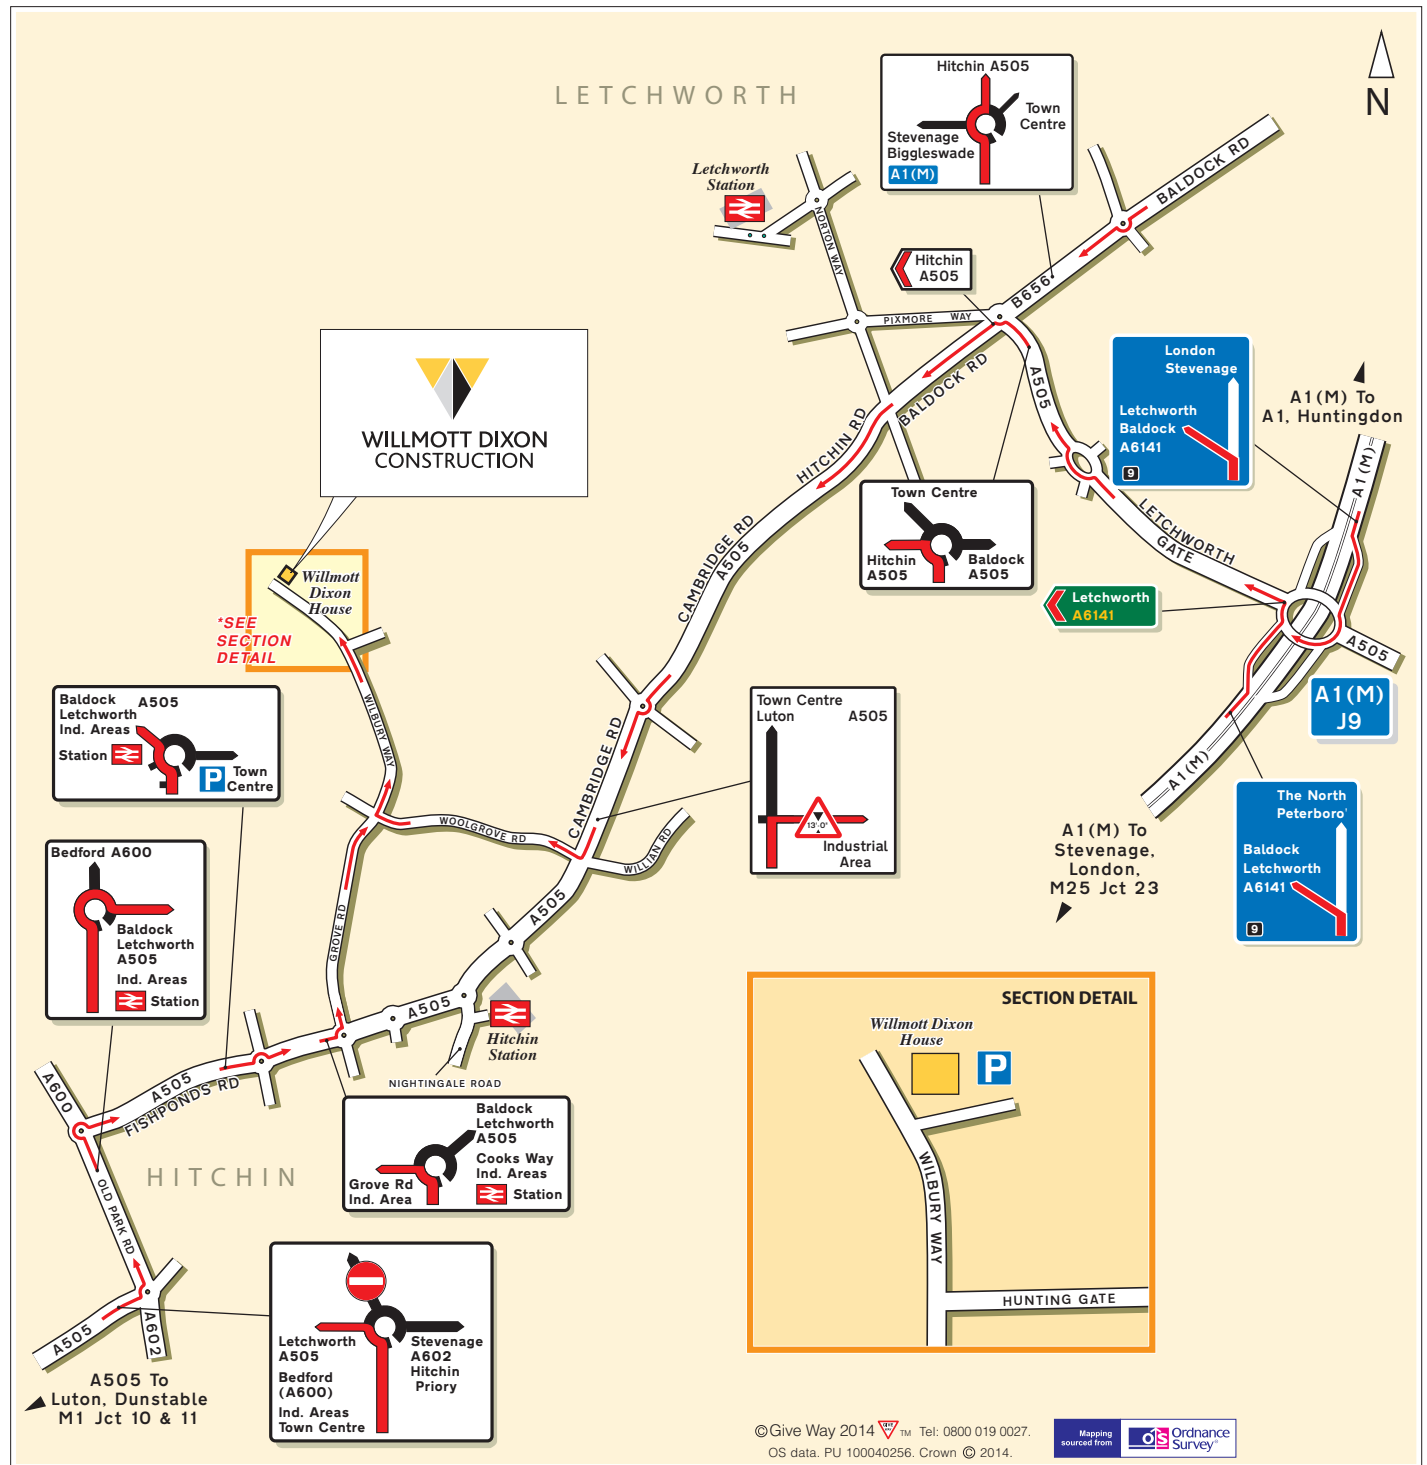 LETCHWORTH
N
Hitchin A505
Town
Centre
Stevenage
Biggleswade
A1(M)
Letchworth
Station
BALDOCK RD
NORTON WAY
Hitchin
A505
B656
PIXMORE WAY
BALDOCK RD
A505
London
Stevenage
Letchworth
Baldock
A6141
9
A1(M) To
A1, Huntingdon
A1(M)
WILLMOTT DIXON
CONSTRUCTION
HITCHIN RD
Town Centre
Hitchin
A505
Baldock
A505
LETCHWORTH
GATE
CAMBRIDGE RD
A505
Letchworth
A6141
A505
A1(M)
J9
Willmott
Dixon
House
*SEE
SECTION
DETAIL
Baldock
Letchworth
Ind. Areas
A505
Station
P
Town
Centre
WILBURY WAY
CAMBRIDGE RD
Town Centre
Luton
A505
13'-0"
Industrial
Area
A1(M)
The North
Peterboro'
Baldock
Letchworth
A6141
9
A1(M) To
Stevenage,
London,
M25 Jct 23
WOOLGROVE RD
WILLIAN RD
Bedford A600
Baldock
Letchworth
A505
Ind. Areas
Station
GROVE RD
A505
A505
Hitchin
Station
NIGHTINGALE ROAD
A600
A505
FISHPONDS RD
Baldock
Letchworth
A505
Cooks Way
Ind. Areas
Station
Grove Rd
Ind. Area
HITCHIN
OLD PARK RD
A505
A602
A505 To
Luton, Dunstable
M1 Jct 10 & 11
Letchworth
A505
Bedford
(A600)
Ind. Areas
Town Centre
Stevenage
A602
Hitchin
Priory
SECTION DETAIL
Willmott Dixon
House
P
WILBURY WAY
HUNTING GATE
©Give Way 2014 GIVE WAY TM Tel: 0800 019 0027.
OS data. PU 100040256. Crown © 2014.
Mapping
sourced from
OS Ordnance
Survey®